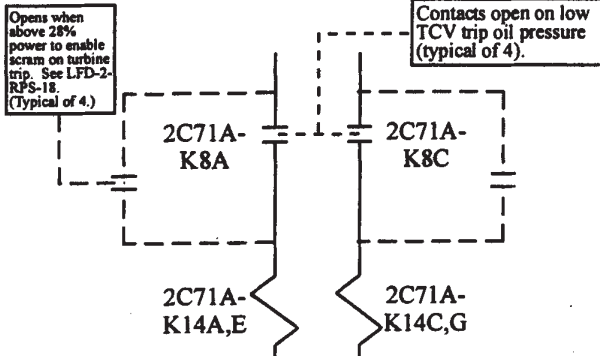 Opens when
above 28%
power to enable
scram on turbine
trip. See LFD-2-
RPS-18.
(Typical of 4.)
Contacts open on low
TCV trip oil pressure
(typical of 4).
2C71A-
K8A
2C71A-
K8C
2C71A-
K14A,E
2C71A-
K14C,G